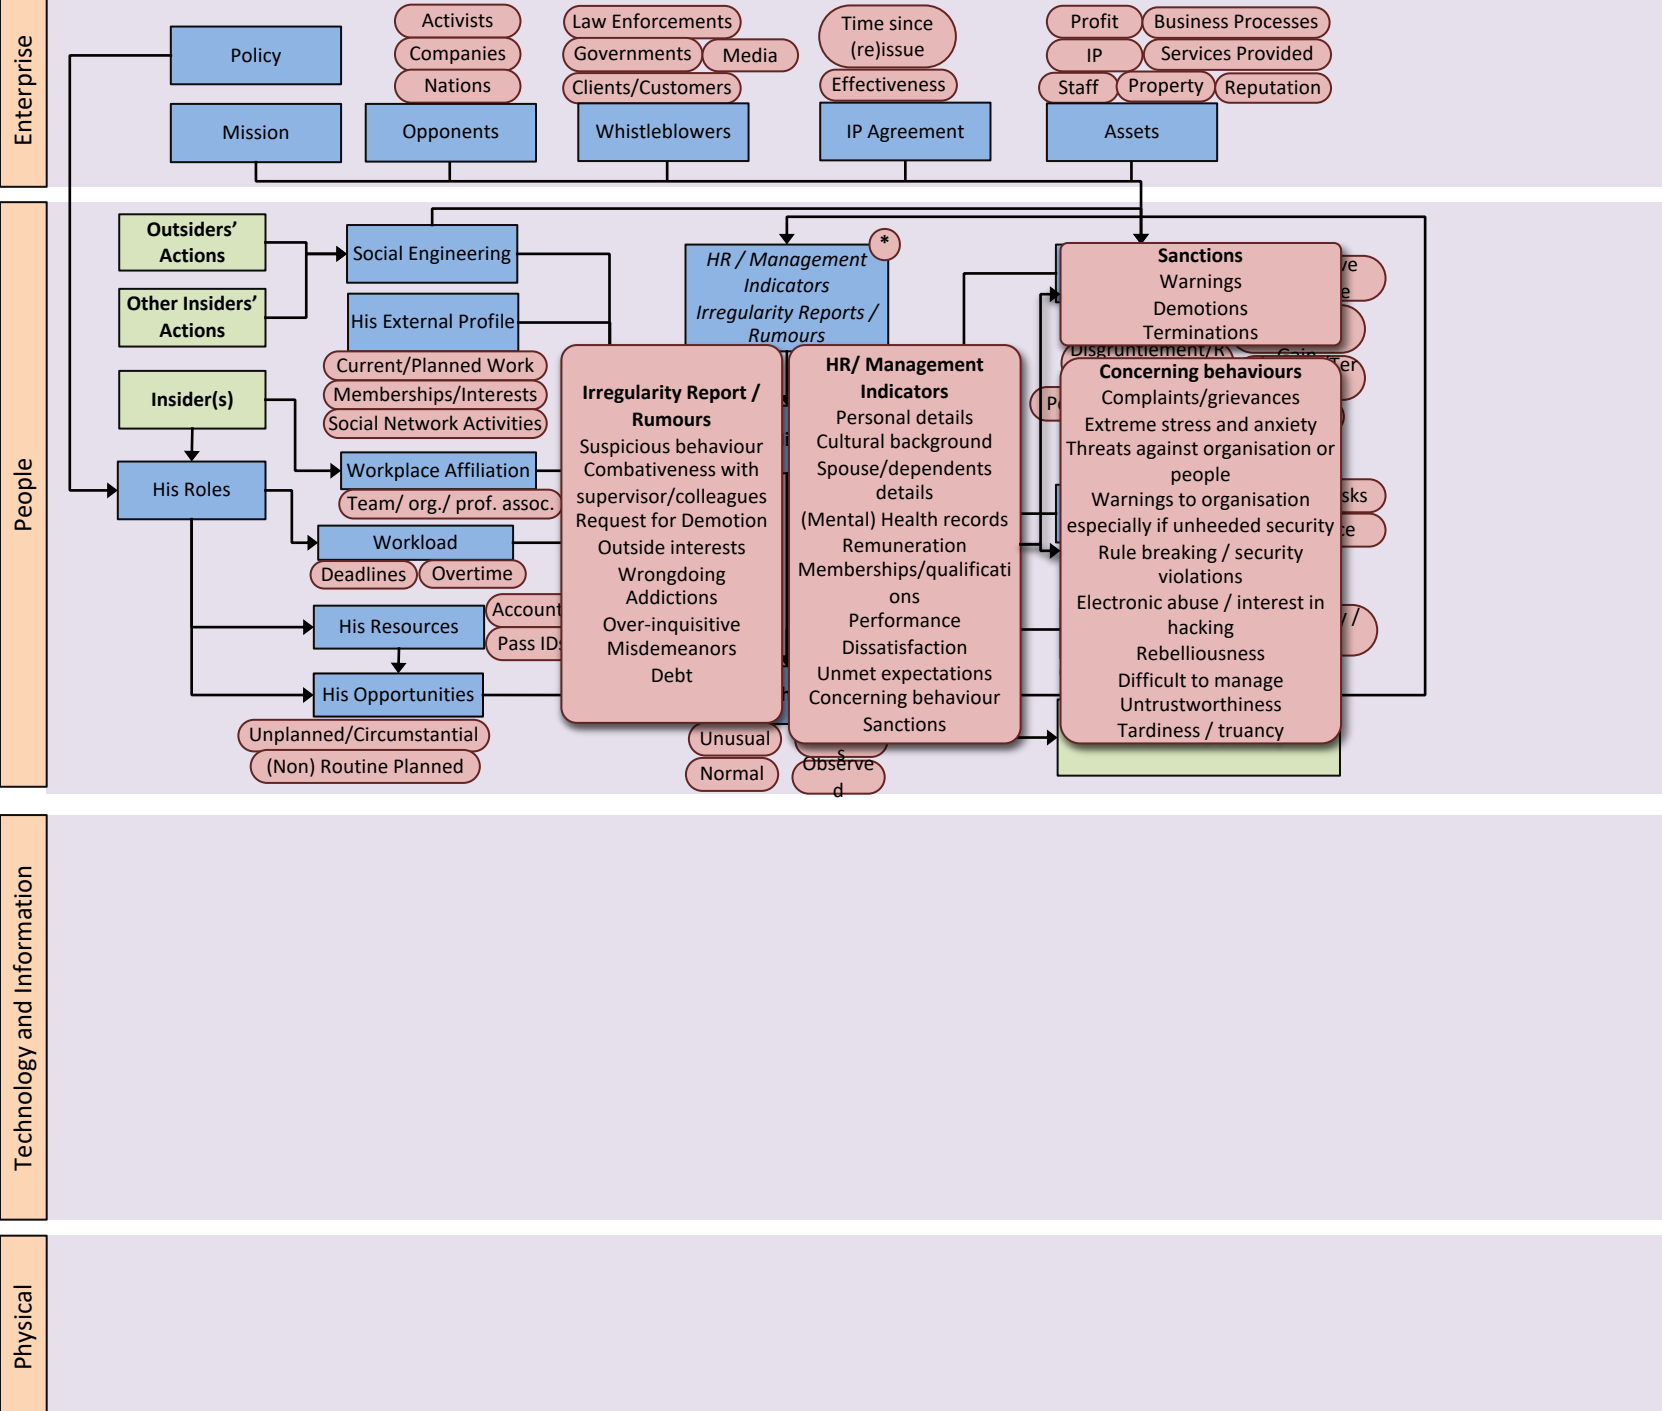 Enterprise
Policy
Activists
Companies
Nations
Law Enforcements
Governments
Media
Clients/Customers
Time since
(re)issue
Effectiveness
Profit
Business Processes
IP
Services Provided
Staff
Property
Reputation
Mission
Opponents
Whistleblowers
IP Agreement
Assets
People
Outsiders’
Actions
Other Insiders’
Actions
Insider(s)
His Roles
Social Engineering
His External Profile
Current/Planned Work
Memberships/Interests
Social Network Activities
Workplace Affiliation
Team/ org./ prof. assoc.
Workload
Deadlines
Overtime
His Resources
Account
Pass IDs
His Opportunities
Unplanned/Circumstantial
(Non) Routine Planned
HR / Management
Indicators
Irregularity Reports /
Rumours
*
Irregularity Report /
Rumours
Suspicious behaviour
Combativeness with
supervisor/colleagues
Request for Demotion
Outside interests
Wrongdoing
Addictions
Over-inquisitive
Misdemeanors
Debt
Unusual
Normal
s
Observe
d
HR/ Management
Indicators
Personal details
Cultural background
Spouse/dependents
details
(Mental) Health records
Remuneration
Memberships/qualificati
ons
Performance
Dissatisfaction
Unmet expectations
Concerning behaviour
Sanctions
Sanctions
Warnings
Demotions
Terminations
ve
e
Disgruntlement/R
Gain
Ter
Concerning behaviours
Complaints/grievances
Extreme stress and anxiety
Threats against organisation or
people
Warnings to organisation
especially if unheeded security
Rule breaking / security
violations
Electronic abuse / interest in
hacking
Rebelliousness
Difficult to manage
Untrustworthiness
Tardiness / truancy
sks
ce
Technology and Information
Physical